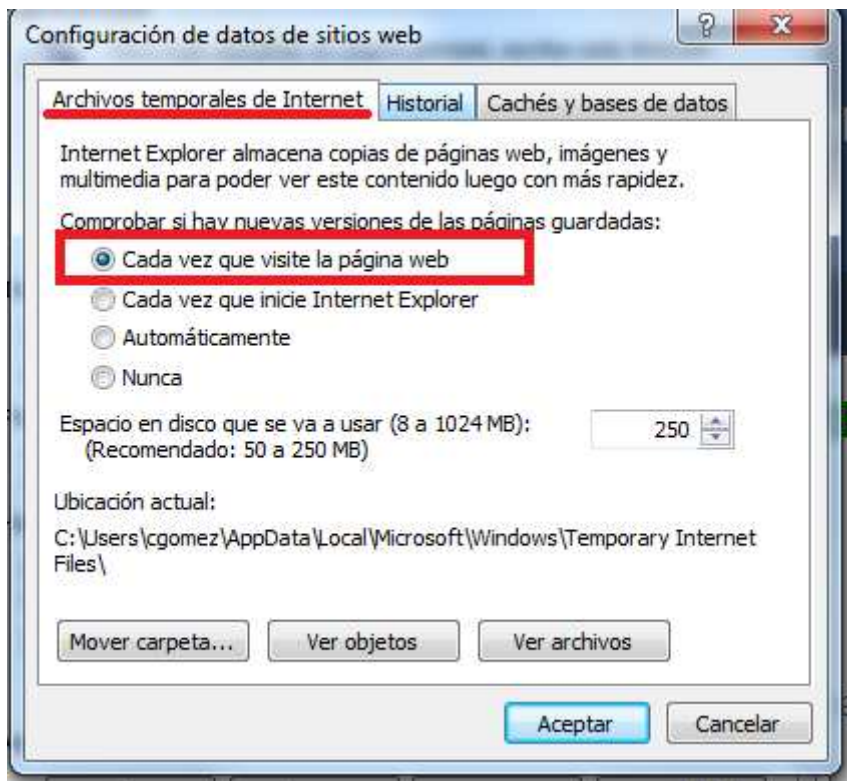 Configuración de datos de sitios web
Archivos temporales de Internet Historial Cachés y bases de datos
Internet Explorer almacena copias de páginas web, imágenes y
multimedia para poder ver este contenido luego con más rapidez.
Comprobar si hay nuevas versiones de las páginas guardadas:
Cada vez que visite la página web
Cada vez que inicie Internet Explorer
Automáticamente
Nunca
Espacio en disco que se va a usar (8 a 1024 MB): 250
(Recomendado: 50 a 250 MB)
Ubicación actual:
C:\Users\cgomez\AppData\Local\Microsoft\Windows\Temporary Internet
Files\
Mover carpeta... Ver objetos Ver archivos
Aceptar Cancelar